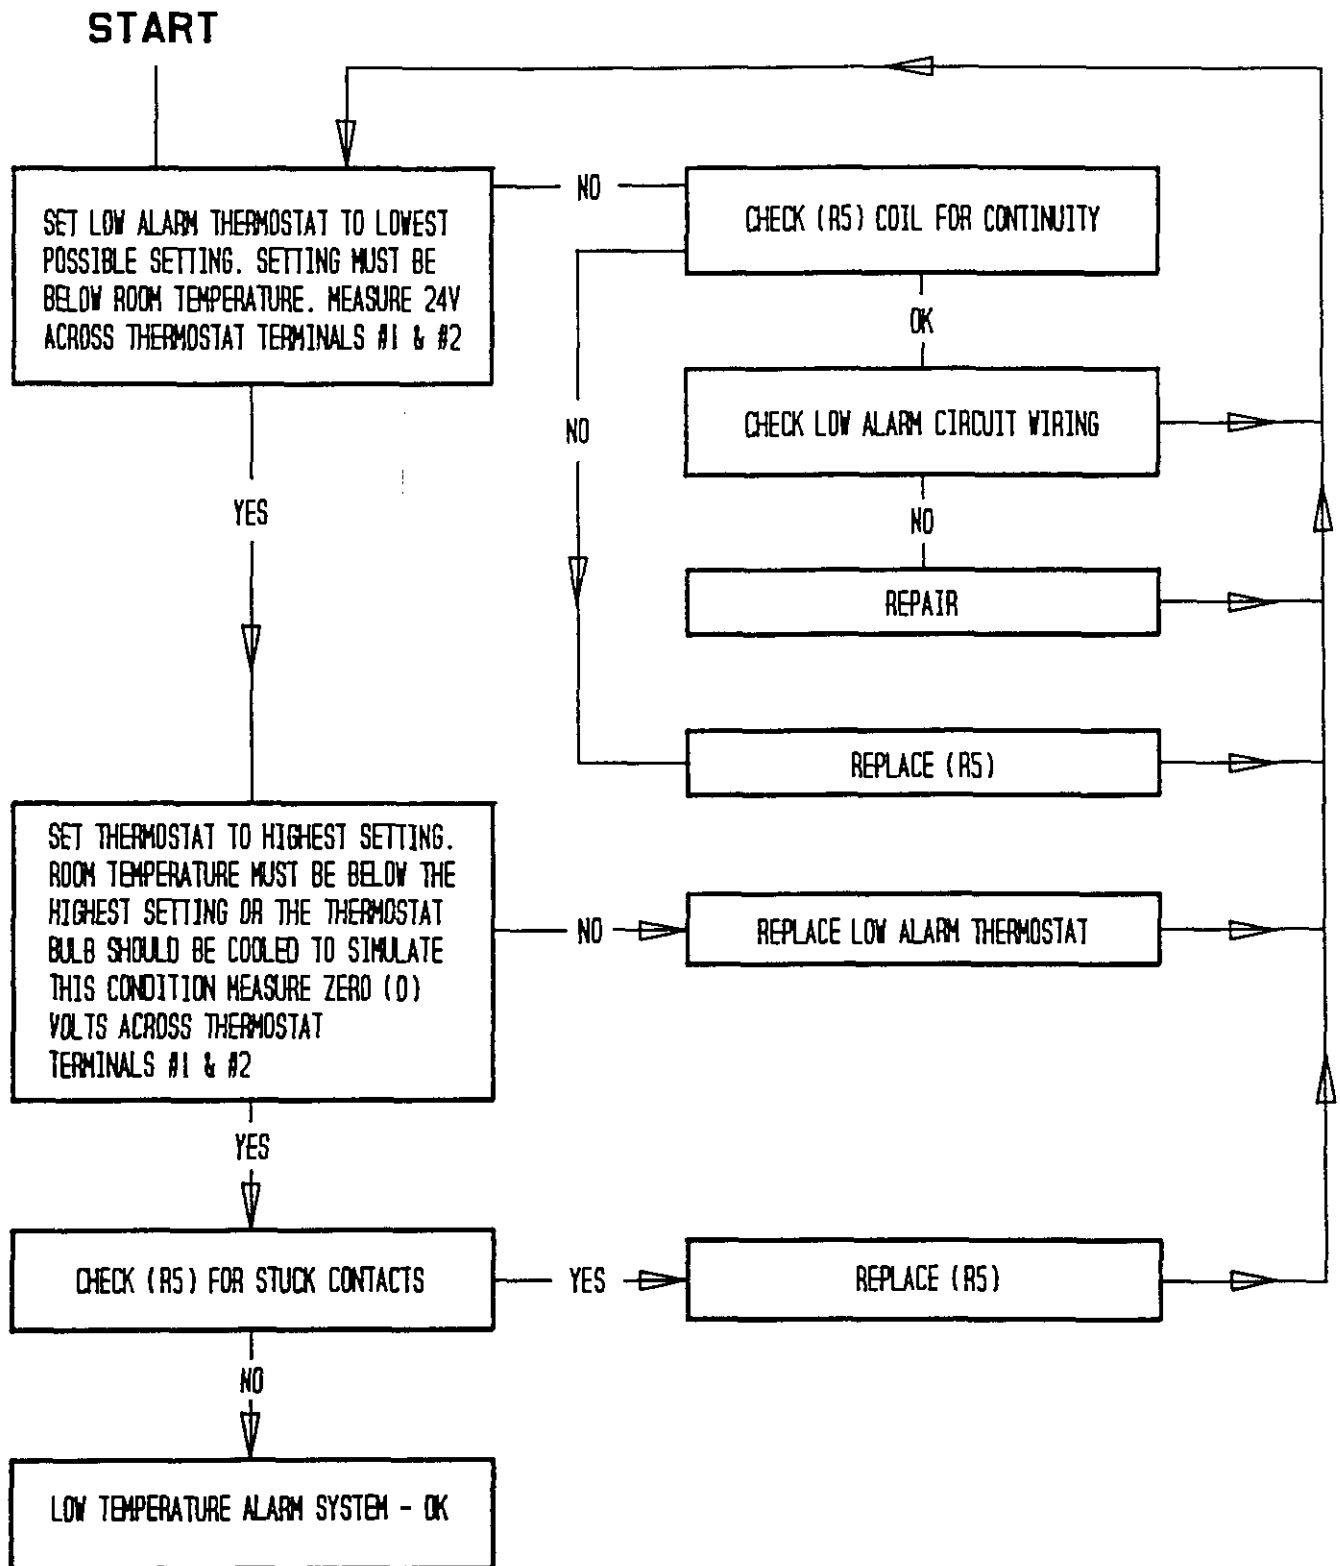 START
SET LOW ALARM THERMOSTAT TO LOWEST
POSSIBLE SETTING. SETTING MUST BE
BELOW ROOM TEMPERATURE. MEASURE 24V
ACROSS THERMOSTAT TERMINALS #1 & #2
NO
CHECK (R5) COIL FOR CONTINUITY
OK
NO
CHECK LOW ALARM CIRCUIT WIRING
YES
NO
REPAIR
REPLACE (R5)
SET THERMOSTAT TO HIGHEST SETTING.
ROOM TEMPERATURE MUST BE BELOW THE
HIGHEST SETTING OR THE THERMOSTAT
BULB SHOULD BE COOLED TO SIMULATE
THIS CONDITION MEASURE ZERO (0)
VOLTS ACROSS THERMOSTAT
TERMINALS #1 & #2
NO
REPLACE LOW ALARM THERMOSTAT
YES
CHECK (R5) FOR STUCK CONTACTS
YES
REPLACE (R5)
NO
LOW TEMPERATURE ALARM SYSTEM - OK